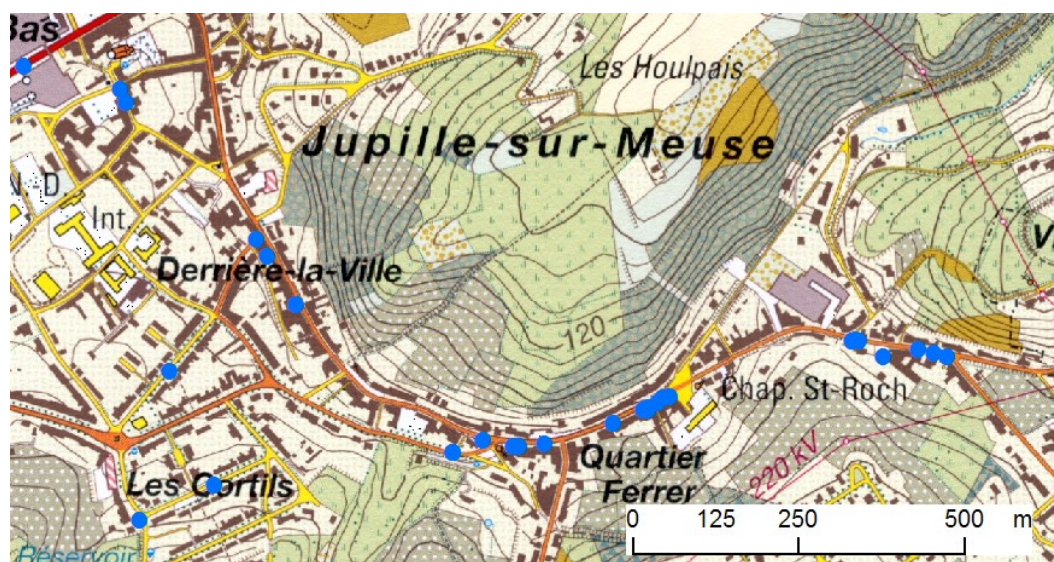 Bas
Les Houlpais
Jupille-sur-Meuse
N.-D
Int.
V
Derrière-la-Ville
120
Chap. St-Roch
Quartier
Ferrer
220 KV
Les Cortils
Réservoir
0 125 250 500 m